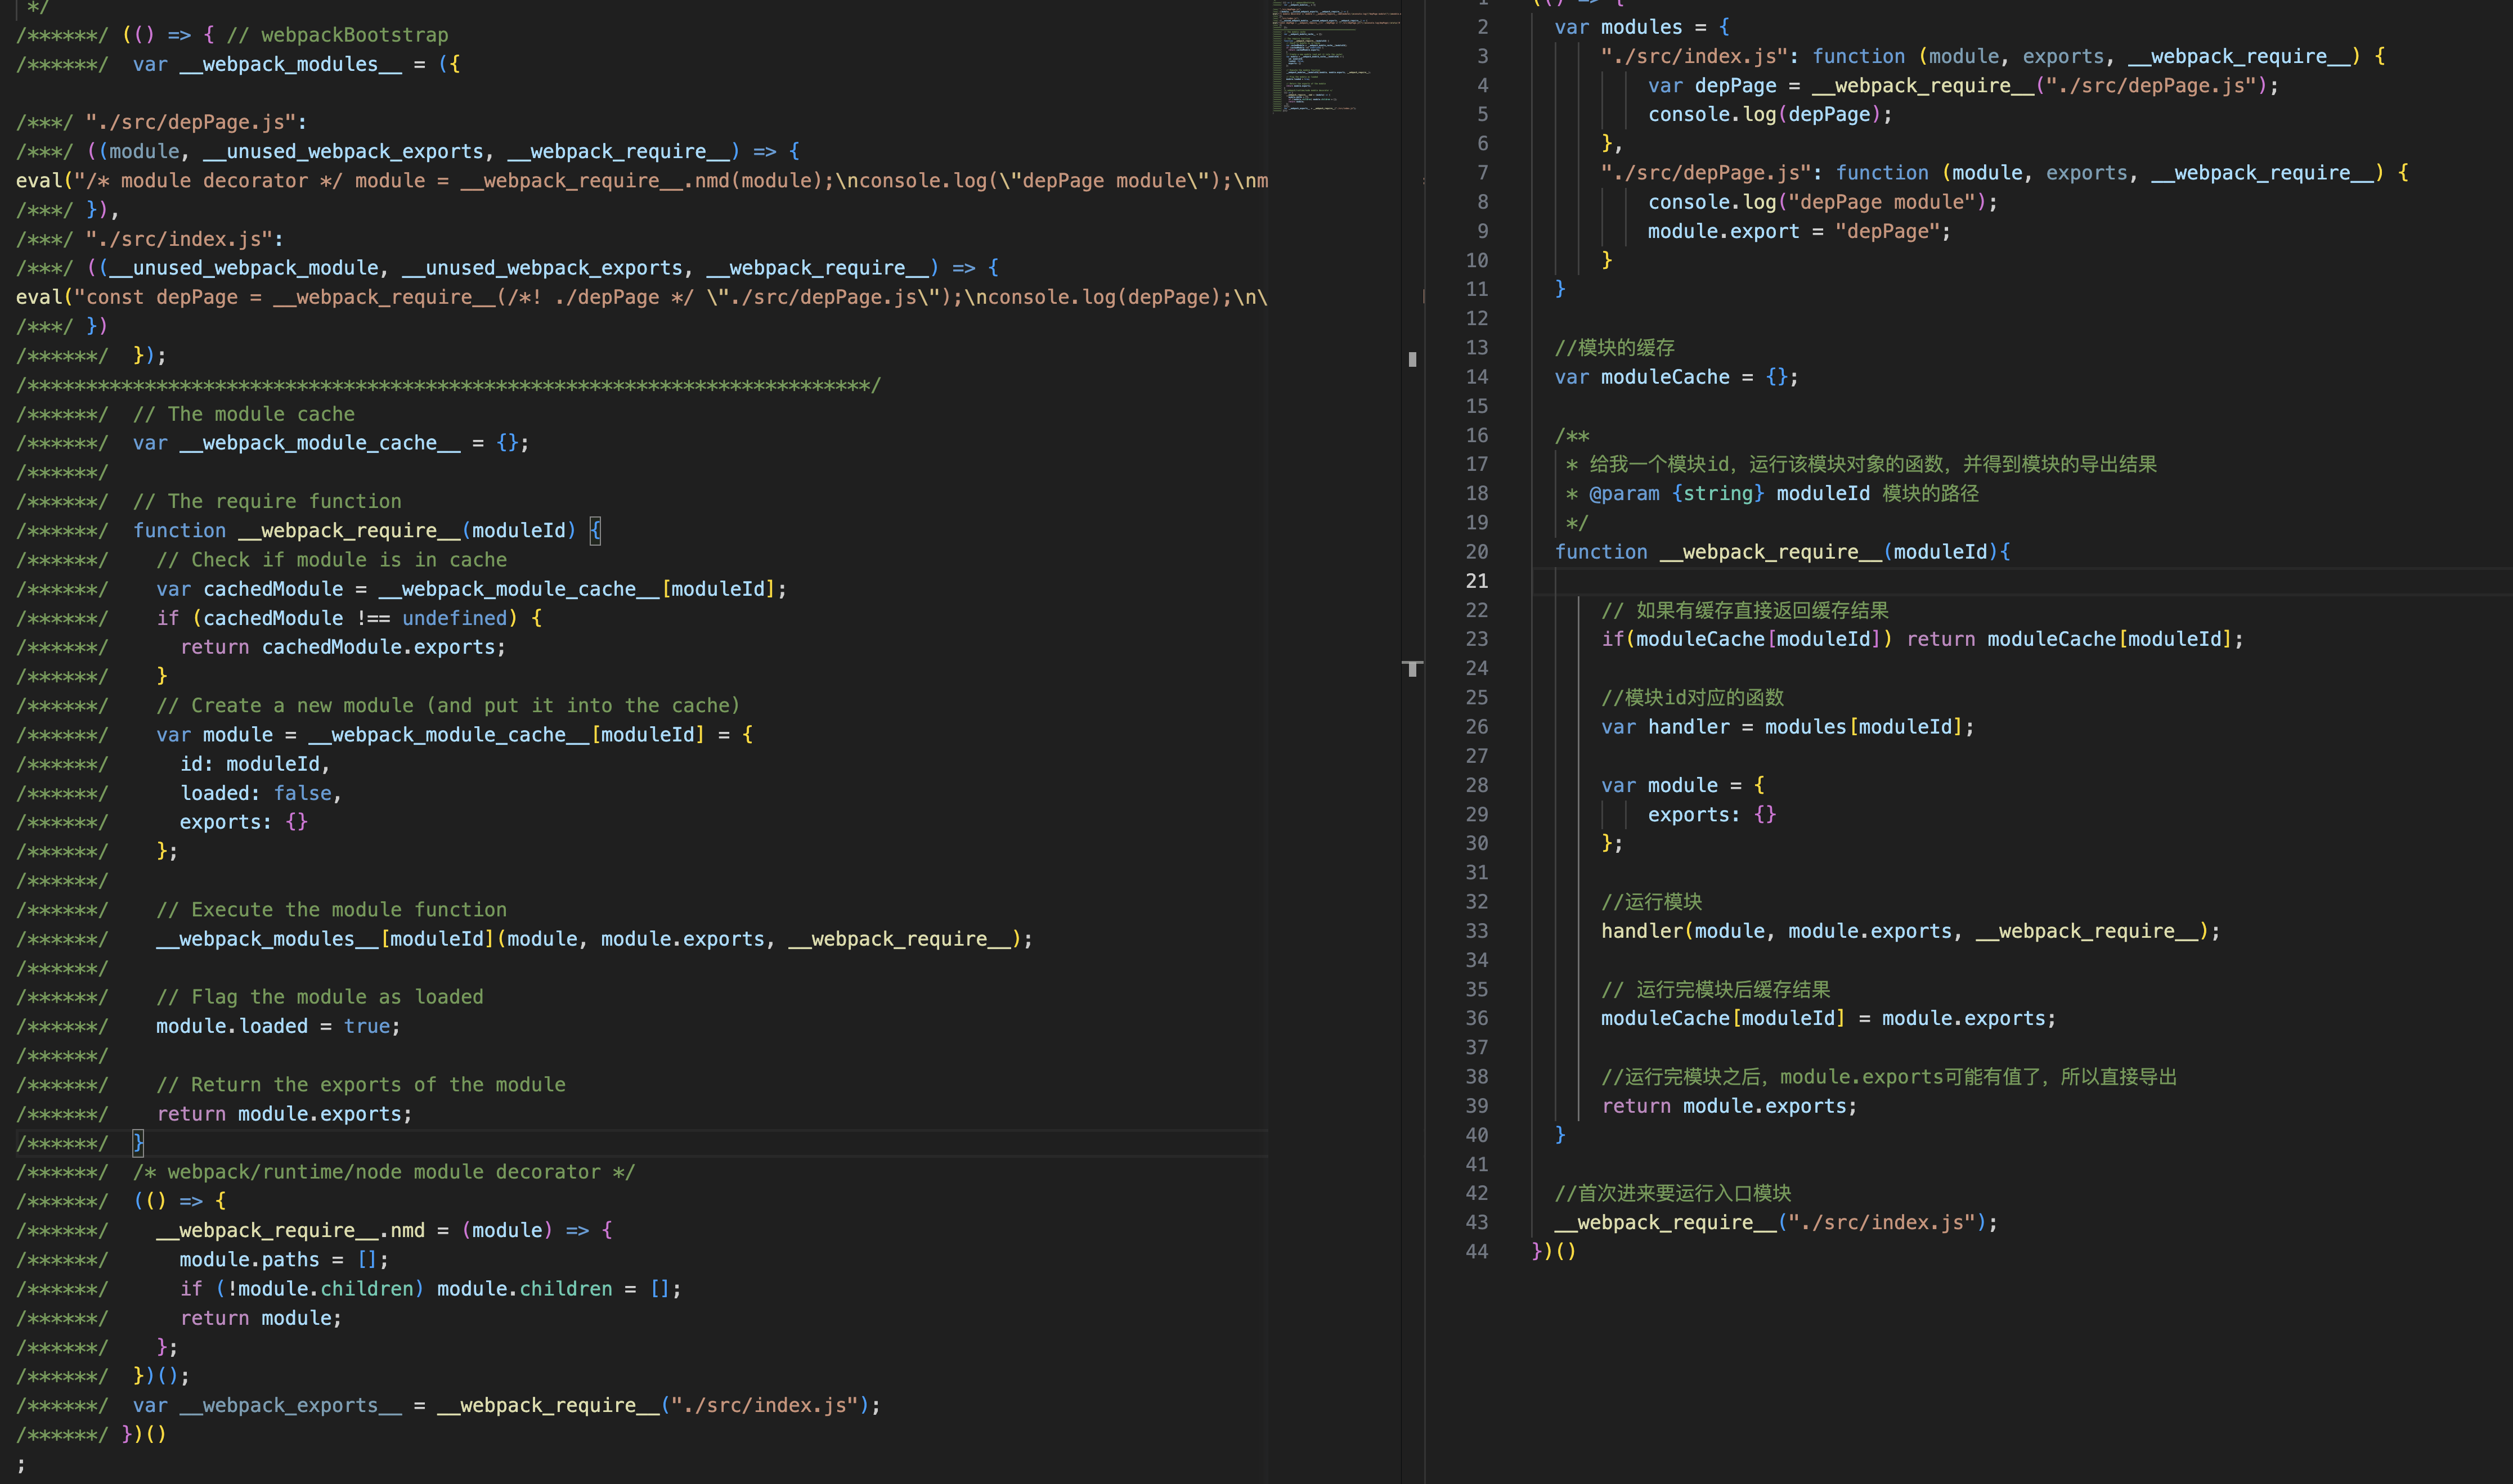 */
/******/ (() => { // webpackBootstrap
/******/ var __webpack_modules__ = ({
/***/ "./src/depPage.js":
/***/ ((module, __unused_webpack_exports, __webpack_require__) => {
eval("/* module decorator */ module = __webpack_require__.nmd(module);\nconsole.log(\"depPage module\");\nm
/***/ }),
/***/ "./src/index.js":
/***/ ((__unused_webpack_module, __unused_webpack_exports, __webpack_require__) => {
eval("const depPage = __webpack_require__(/*! ./depPage */ \"./src/depPage.js\");\nconsole.log(depPage);\n\
/***/ })
/******/ });
/************************************************************************/
/******/ // The module cache
/******/ var __webpack_module_cache__ = {};
/******/
/******/ // The require function
/******/ function __webpack_require__(moduleId) {
/******/ // Check if module is in cache
/******/ var cachedModule = __webpack_module_cache__[moduleId];
/******/ if (cachedModule !== undefined) {
/******/ return cachedModule.exports;
/******/ }
/******/ // Create a new module (and put it into the cache)
/******/ var module = __webpack_module_cache__[moduleId] = {
/******/ id: moduleId,
/******/ loaded: false,
/******/ exports: {}
/******/ };
/******/
/******/ // Execute the module function
/******/ __webpack_modules__[moduleId](module, module.exports, __webpack_require__);
/******/
/******/ // Flag the module as loaded
/******/ module.loaded = true;
/******/
/******/ // Return the exports of the module
/******/ return module.exports;
/******/ }
/******/ /* webpack/runtime/node module decorator */
/******/ (() => {
/******/ __webpack_require__.nmd = (module) => {
/******/ module.paths = [];
/******/ if (!module.children) module.children = [];
/******/ return module;
/******/ };
/******/ })();
/******/ var __webpack_exports__ = __webpack_require__("./src/index.js");
/******/ })()
;
1 (() => {
2 var modules = {
3 "./src/index.js": function (module, exports, __webpack_require__) {
4 var depPage = __webpack_require__("./src/depPage.js");
5 console.log(depPage);
6 },
7 "./src/depPage.js": function (module, exports, __webpack_require__) {
8 console.log("depPage module");
9 module.export = "depPage";
10 }
11 }
12
13 //模块的缓存
14 var moduleCache = {};
15
16 /**
17 * 给我一个模块id，运行该模块对象的函数，并得到模块的导出结果
18 * @param {string} moduleId 模块的路径
19 */
20 function __webpack_require__(moduleId){
21
22 // 如果有缓存直接返回缓存结果
23 if(moduleCache[moduleId]) return moduleCache[moduleId];
24
25 //模块id对应的函数
26 var handler = modules[moduleId];
27
28 var module = {
29 exports: {}
30 };
31
32 //运行模块
33 handler(module, module.exports, __webpack_require__);
34
35 // 运行完模块后缓存结果
36 moduleCache[moduleId] = module.exports;
37
38 //运行完模块之后，module.exports可能有值了，所以直接导出
39 return module.exports;
40 }
41
42 //首次进来要运行入口模块
43 __webpack_require__("./src/index.js");
44 })()